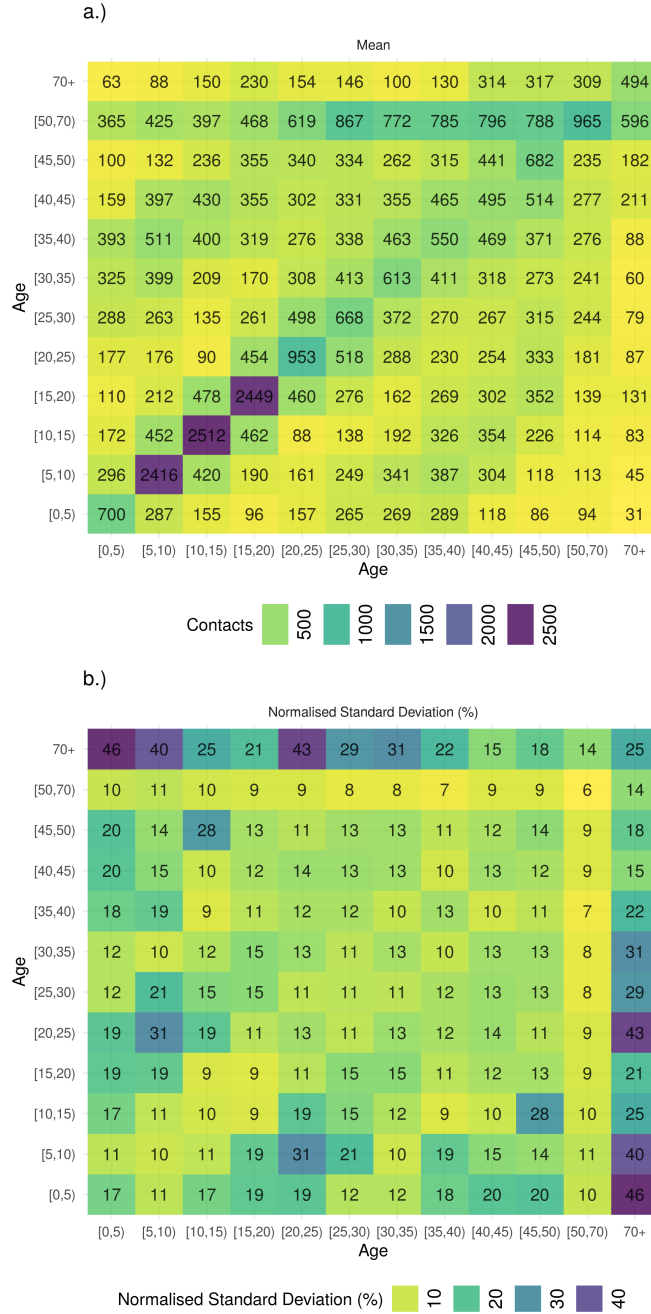 a.)
Mean
70+ 63 88 150 230 154 146 100 130 314 317 309 494
[50,70) 365 425 397 468 619 867 772 785 796 788 965 596
[45,50) 100 132 236 355 340 334 262 315 441 682 235 182
[40,45) 159 397 430 355 302 331 355 465 495 514 277 211
[35,40) 393 511 400 319 276 338 463 550 469 371 276 88
[30,35) 325 399 209 170 308 413 613 411 318 273 241 60
[25,30) 288 263 135 261 498 668 372 270 267 315 244 79
[20,25) 177 176 90 454 953 518 288 230 254 333 181 87
[15,20) 110 212 478 2449 460 276 162 269 302 352 139 131
[10,15) 172 452 2512 462 88 138 192 326 354 226 114 83
[5,10) 296 2416 420 190 161 249 341 387 304 118 113 45
[0,5) 700 287 155 96 157 265 269 289 118 86 94 31
Age
[0,5) [5,10) [10,15) [15,20) [20,25) [25,30) [30,35) [35,40) [40,45) [45,50) [50,70) 70+
Age
Contacts 500 1000 1500 2000 2500
b.)
Normalised Standard Deviation (%)
70+ 46 40 25 21 43 29 31 22 15 18 14 25
[50,70) 10 11 10 9 9 8 8 7 9 9 6 14
[45,50) 20 14 28 13 11 13 13 11 12 14 9 18
[40,45) 20 15 10 12 14 13 13 10 13 12 9 15
[35,40) 18 19 9 11 12 12 10 13 10 11 7 22
[30,35) 12 10 12 15 13 11 13 10 13 13 8 31
[25,30) 12 21 15 15 11 11 11 12 13 13 8 29
[20,25) 19 31 19 11 13 11 13 12 14 11 9 43
[15,20) 19 19 9 9 11 15 15 11 12 13 9 21
[10,15) 17 11 10 9 19 15 12 9 10 28 10 25
[5,10) 11 10 11 19 31 21 10 19 15 14 11 40
[0,5) 17 11 17 19 19 12 12 18 20 20 10 46
Age
[0,5) [5,10) [10,15) [15,20) [20,25) [25,30) [30,35) [35,40) [40,45) [45,50) [50,70) 70+
Age
Normalised Standard Deviation (%) 10 20 30 40